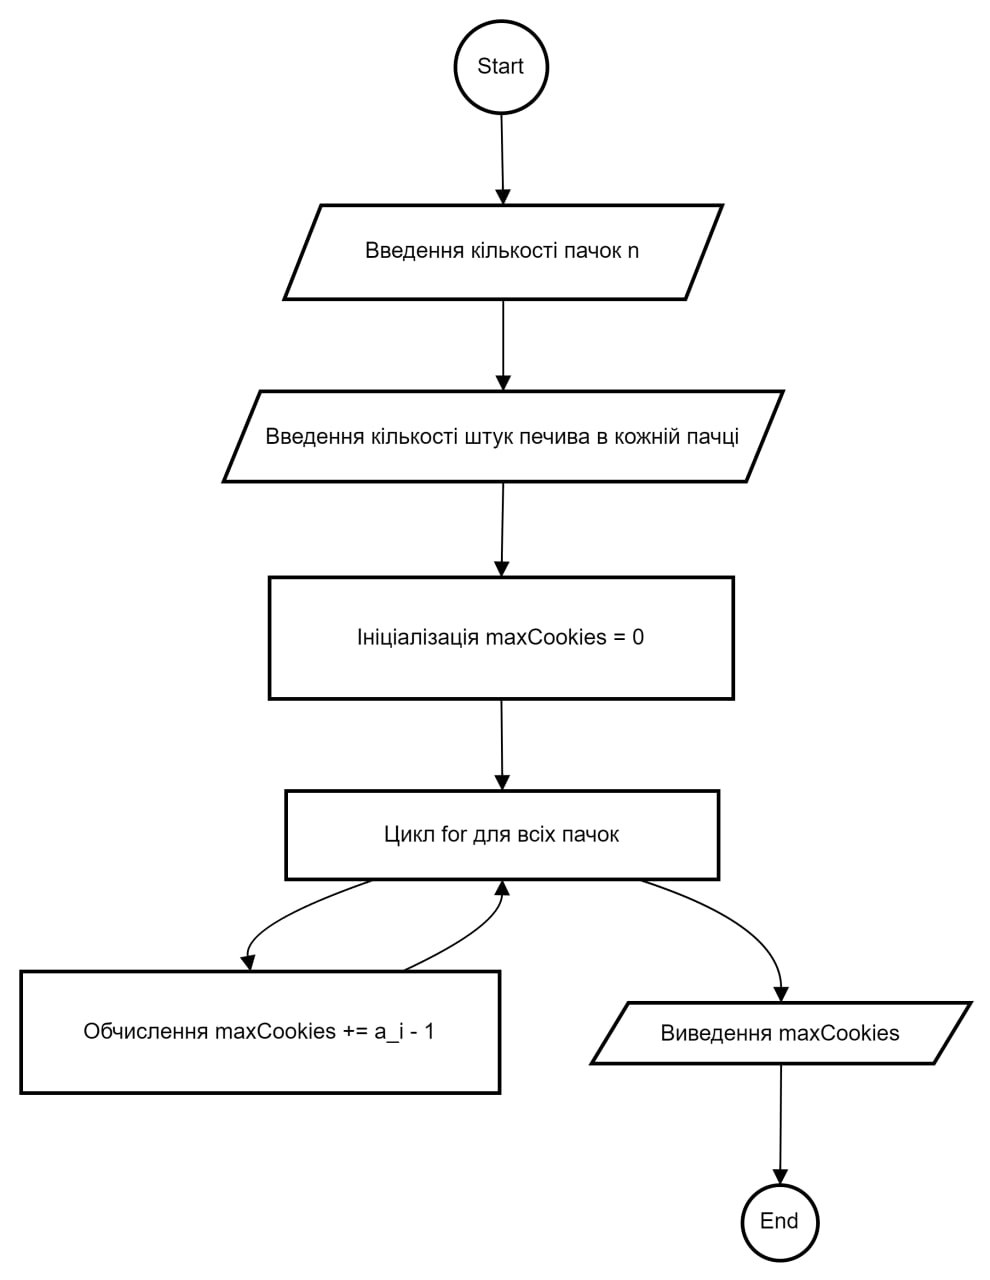 Start
Введення кількості пачок n
Введення кількості штук печива в кожній пачці
Ініціалізація maxCookies = 0
Цикл for для всіх пачок
Обчислення maxCookies += a_i - 1
Виведення maxCookies
End